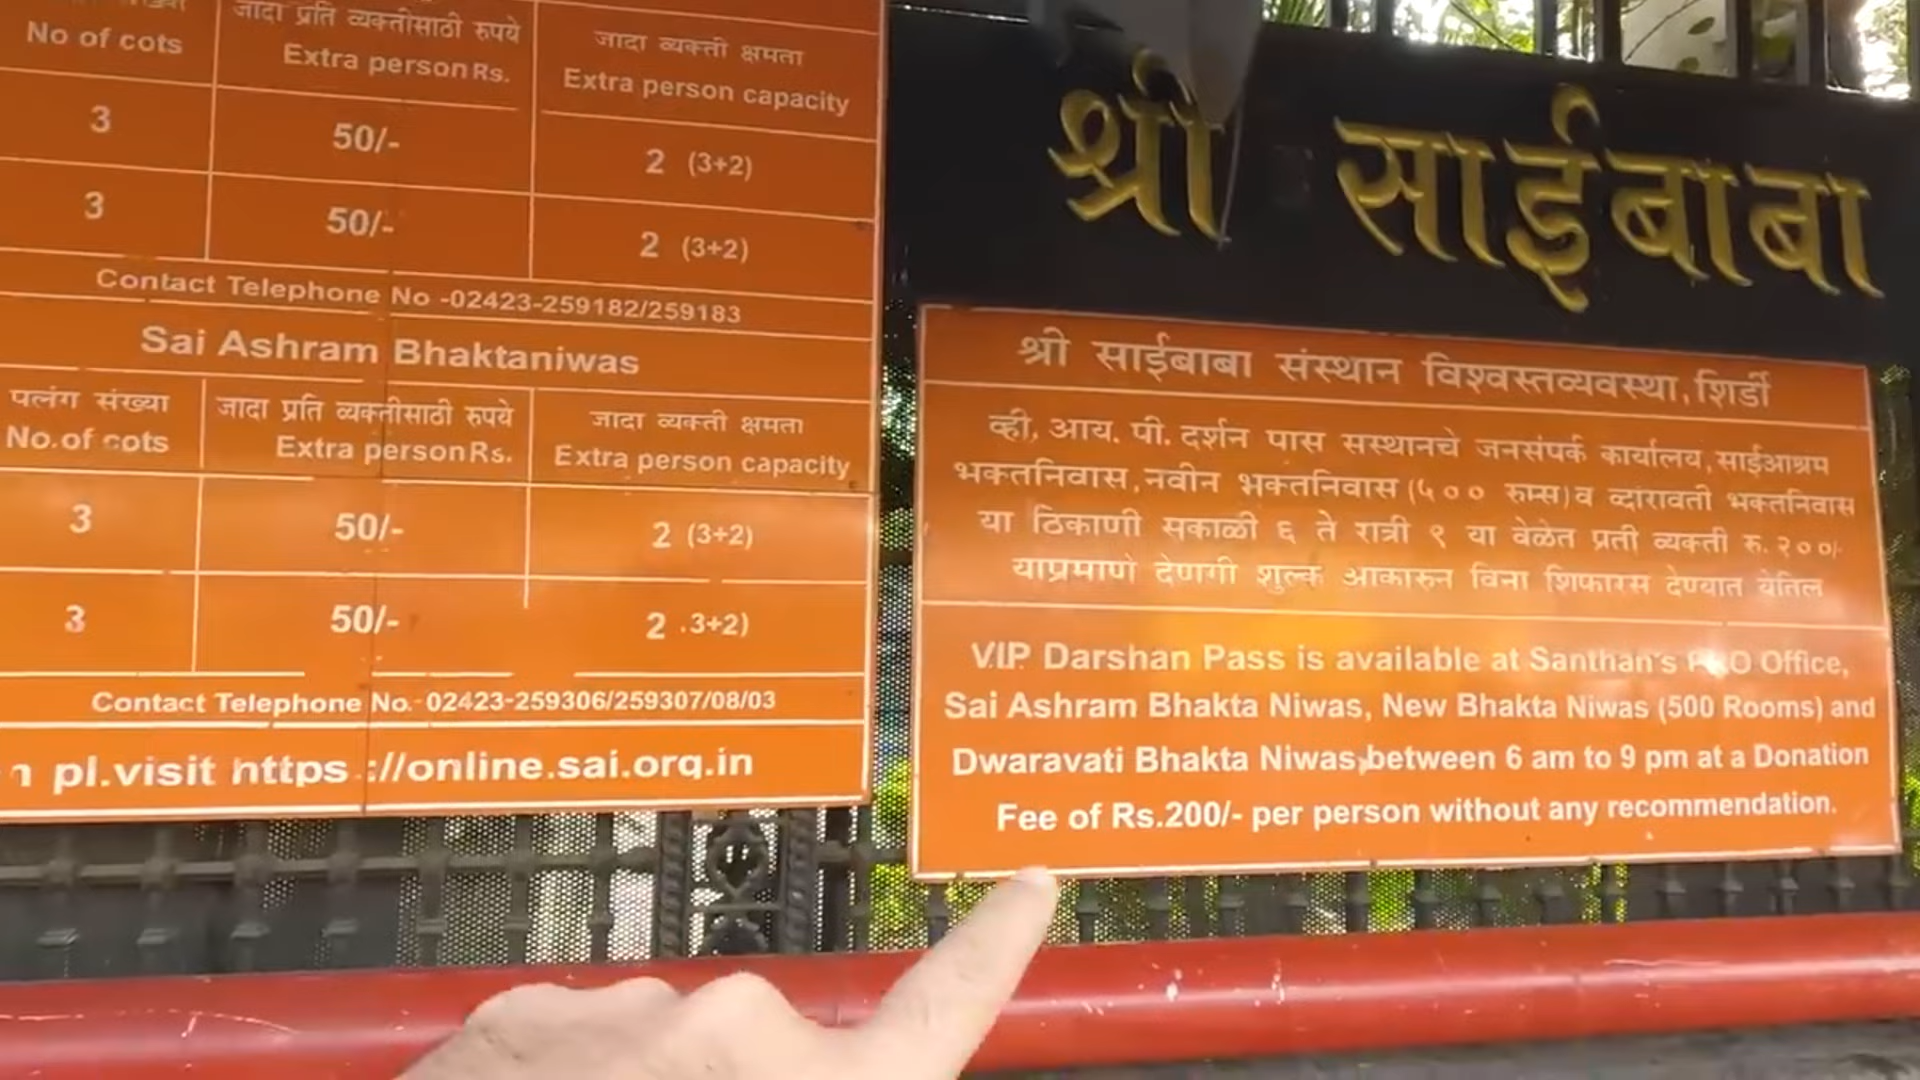 No of cots
जादा प्रति व्यक्तीसाठी रुपये
Extra person Rs.
जादा व्यक्ती क्षमता
Extra person capacity
3 50/- 2 (3+2)
3 50/- 2 (3+2)
Contact Telephone No -02423-259182/259183
Sai Ashram Bhaktaniwas
पलंग संख्या
No.of cots
जादा प्रति व्यक्तीसाठी रुपये
Extra person Rs.
जादा व्यक्ती क्षमता
Extra person capacity
3 50/- 2 (3+2)
3 50/- 2 .3+2)
Contact Telephone No.- 02423-259306/259307/08/03
pl.visit https ://online.sai.org.in
श्री साईबाबा
श्री साईबाबा संस्थान विश्वस्तव्यवस्था, शिर्डी
व्ही. आय. पी. दर्शन पास सस्थानचे जनसंपर्क कार्यालय, साईआश्रम
भक्तनिवास, नवीन भक्तनिवास (५०० रुम्स) व व्दारावती भक्तनिवास
या ठिकाणी सकाळी ६ ते रात्री ९ या वेळेत प्रती व्यक्ती रु. २००/-
याप्रमाणे देणगी शुल्क आकारुन विना शिफारस देण्यात येतिल
V.I.P. Darshan Pass is available at Santhan's Office,
Sai Ashram Bhakta Niwas, New Bhakta Niwas (500 Rooms) and
Dwaravati Bhakta Niwas, between 6 am to 9 pm at a Donation
Fee of Rs.200/- per person without any recommendation.